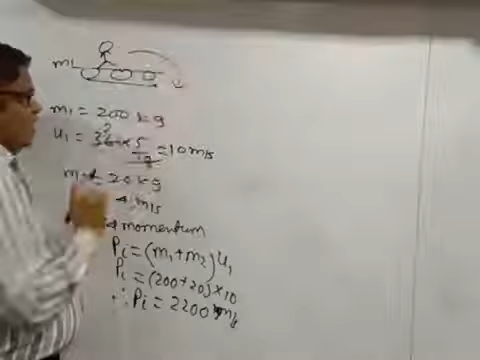 m1
m1 = 200 kg
u1 = 36 × 5/18 = 10 m/s
= 20 kg
4 m/s
momentum
Pi = (m1 + m2) u1
Pi = (200+20) × 10
∴ Pi = 2200